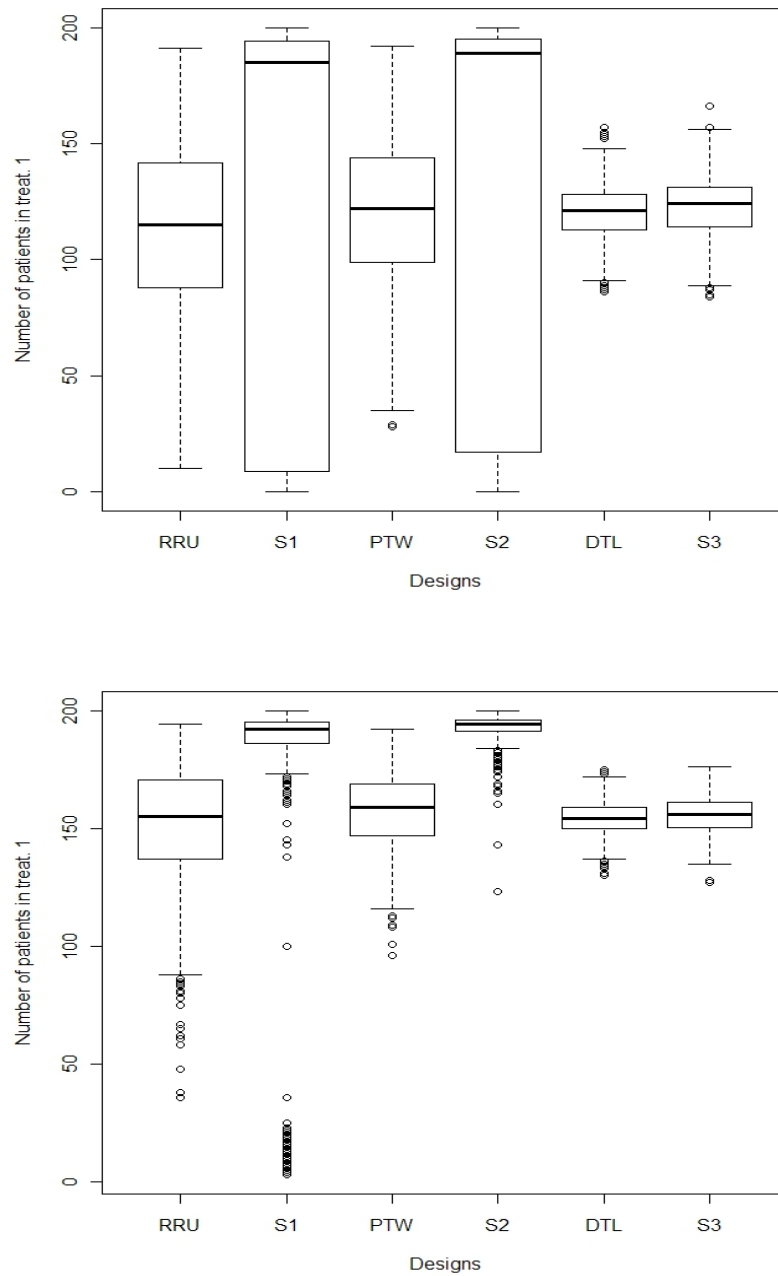 Number of patients in treat. 1
200
150
100
50
0
RRU S1 PTW S2 DTL S3
Designs
Number of patients in treat. 1
200
150
100
50
0
RRU S1 PTW S2 DTL S3
Designs